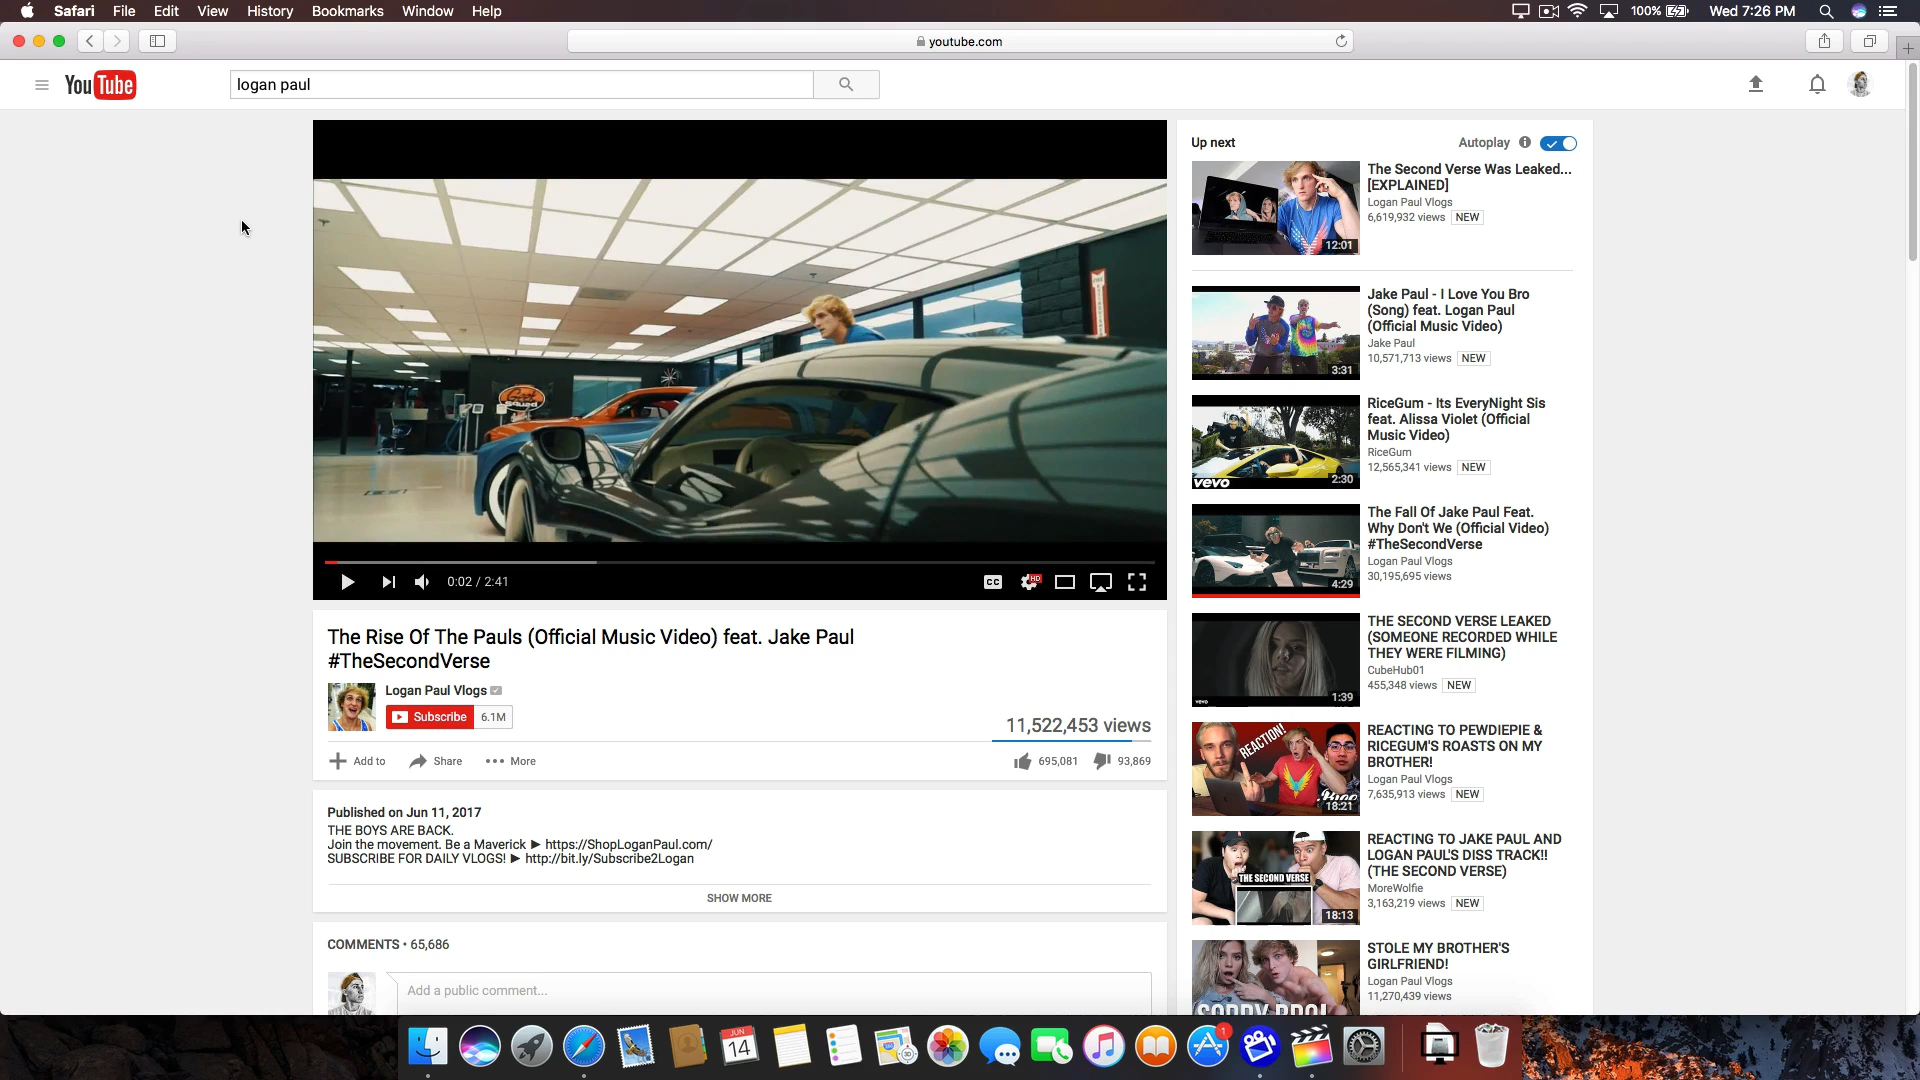 Safari File Edit View History Bookmarks Window Help
100% Wed 7:26 PM
youtube.com
YouTube
logan paul
Squad
0:02 / 2:41
CC
HD
The Rise Of The Pauls (Official Music Video) feat. Jake Paul
#TheSecondVerse
Logan Paul Vlogs
Subscribe 6.1M
11,522,453 views
Add to Share More
695,081 93,869
Published on Jun 11, 2017
THE BOYS ARE BACK.
Join the movement. Be a Maverick ► https://ShopLoganPaul.com/
SUBSCRIBE FOR DAILY VLOGS! ► http://bit.ly/Subscribe2Logan
SHOW MORE
COMMENTS • 65,686
Add a public comment...
Up next
Autoplay
12:01
The Second Verse Was Leaked...
[EXPLAINED]
Logan Paul Vlogs
6,619,932 views NEW
3:31
Jake Paul - I Love You Bro
(Song) feat. Logan Paul
(Official Music Video)
Jake Paul
10,571,713 views NEW
vevo 2:30
RiceGum - Its EveryNight Sis
feat. Alissa Violet (Official
Music Video)
RiceGum
12,565,341 views NEW
4:29
The Fall Of Jake Paul Feat.
Why Don't We (Official Video)
#TheSecondVerse
Logan Paul Vlogs
30,195,695 views
vevo 1:39
THE SECOND VERSE LEAKED
(SOMEONE RECORDED WHILE
THEY WERE FILMING)
CubeHub01
455,348 views NEW
REACTION!
18:21
REACTING TO PEWDIEPIE &
RICEGUM'S ROASTS ON MY
BROTHER!
Logan Paul Vlogs
7,635,913 views NEW
THE SECOND VERSE
18:13
REACTING TO JAKE PAUL AND
LOGAN PAUL'S DISS TRACK!!
(THE SECOND VERSE)
MoreWolfie
3,163,219 views NEW
SORRY BRO!
STOLE MY BROTHER'S
GIRLFRIEND!
Logan Paul Vlogs
11,270,439 views
JUN
14
1